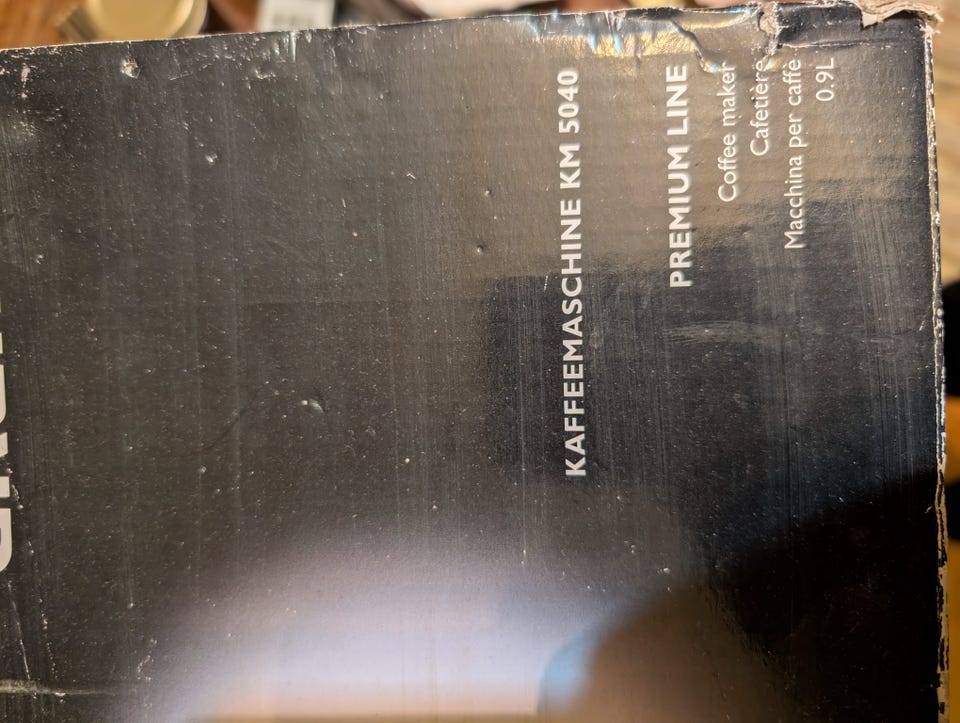 KAFFEEMASCHINE KM 5040
PREMIUM LINE
Coffee maker
Cafetière
Macchina per caffè
0.9L